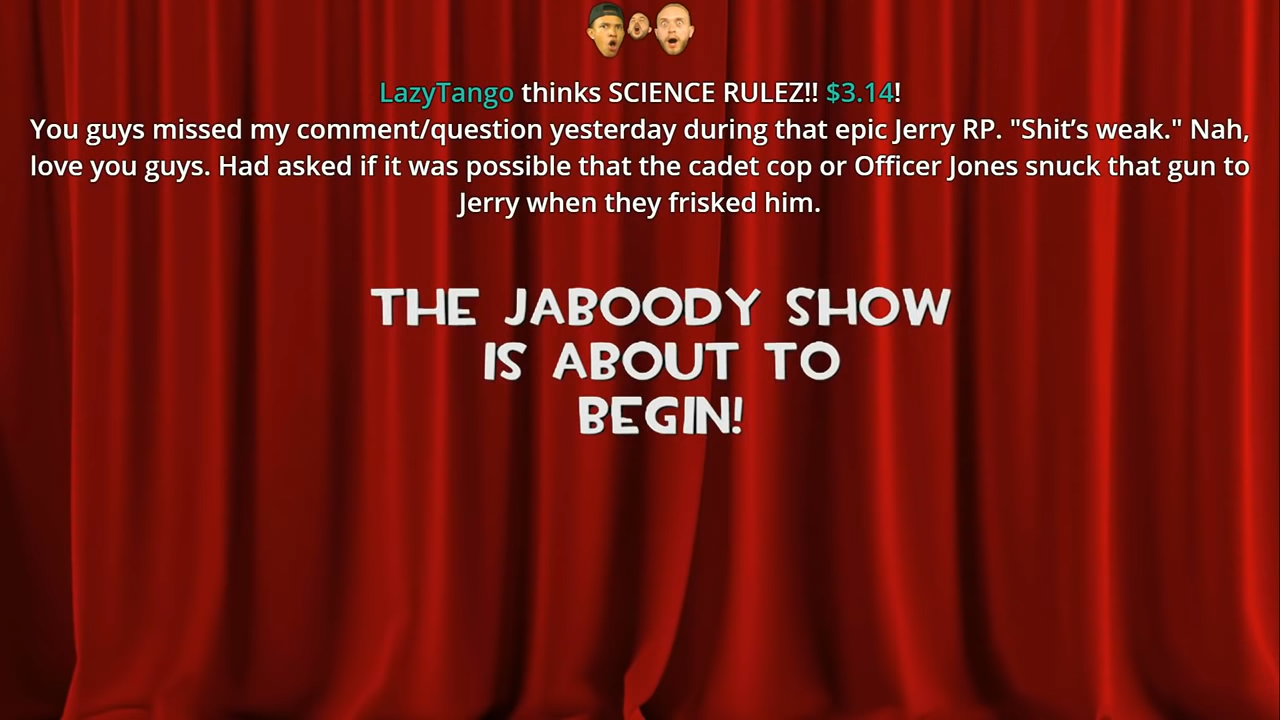 LazyTango thinks SCIENCE RULEZ!! $3.14!
You guys missed my comment/question yesterday during that epic Jerry RP. "Shit’s weak." Nah,
love you guys. Had asked if it was possible that the cadet cop or Officer Jones snuck that gun to
Jerry when they frisked him.
THE JABOODY SHOW
IS ABOUT TO
BEGIN!